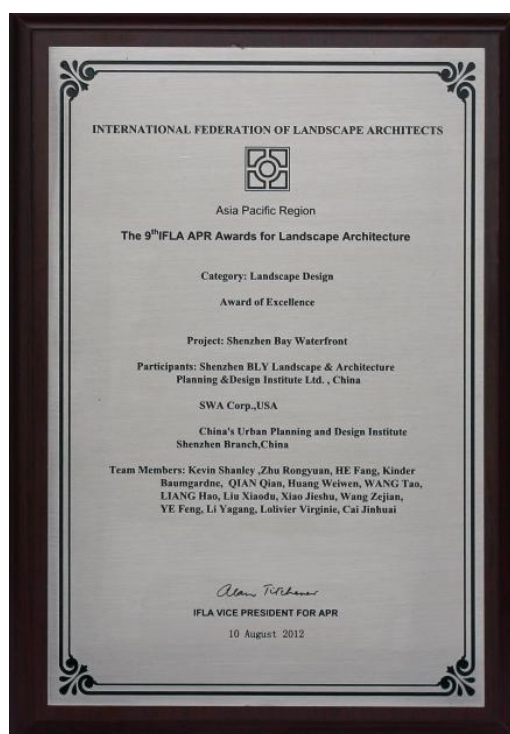 INTERNATIONAL FEDERATION OF LANDSCAPE ARCHITECTS
Asia Pacific Region
The 9thIFLA APR Awards for Landscape Architecture
Category: Landscape Design
Award of Excellence
Project: Shenzhen Bay Waterfront
Participants: Shenzhen BLY Landscape & Architecture
Planning &Design Institute Ltd. , China
SWA Corp.,USA
China's Urban Planning and Design Institute
Shenzhen Branch,China
Team Members: Kevin Shanley ,Zhu Rongyuan, HE Fang, Kinder
Baumgardne, QIAN Qian, Huang Weiwen, WANG Tao,
LIANG Hao, Liu Xiaodu, Xiao Jieshu, Wang Zejian,
YE Feng, Li Yagang, Lolivier Virginie, Cai Jinhuai
Alan Titchener
IFLA VICE PRESIDENT FOR APR
10 August 2012